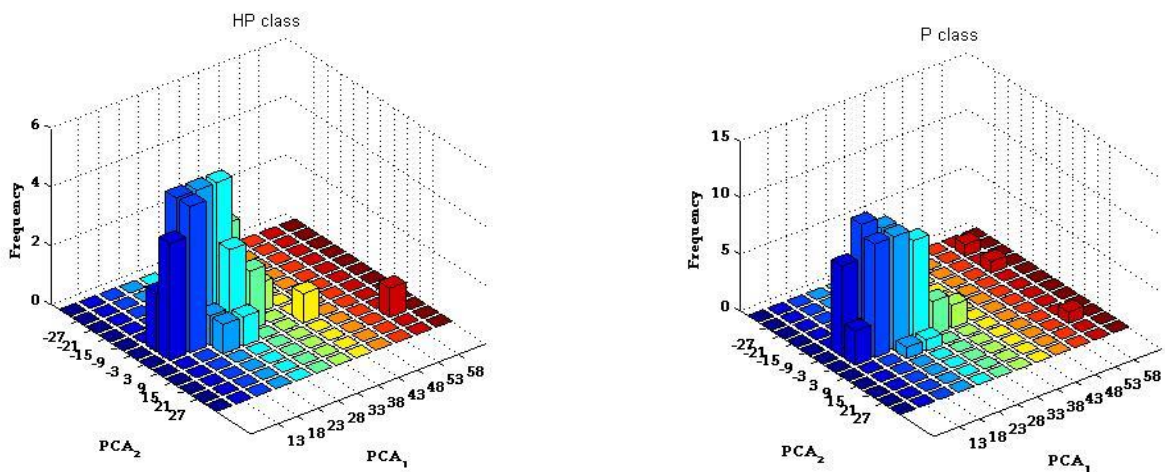 HP class
6
4
2
0
Frequency
-27
-21
-15
-9
-3
3
9
15
21
27
PCA₂
13 18 23 28 33 38 43 48 53 58
PCA₁
P class
15
10
5
0
Frequency
-27
-21
-15
-9
-3
3
9
15
21
27
PCA₂
13 18 23 28 33 38 43 48 53 58
PCA₁